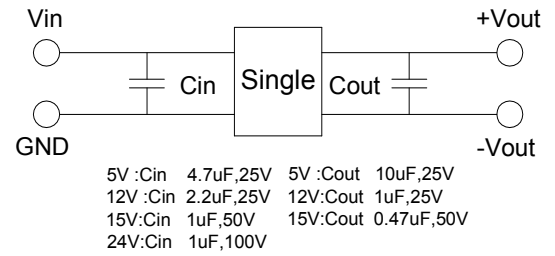 Vin +Vout
Cin Single Cout
GND -Vout
5V :Cin 4.7uF,25V 5V :Cout 10uF,25V
12V :Cin 2.2uF,25V 12V:Cout 1uF,25V
15V:Cin 1uF,50V 15V:Cout 0.47uF,50V
24V:Cin 1uF,100V